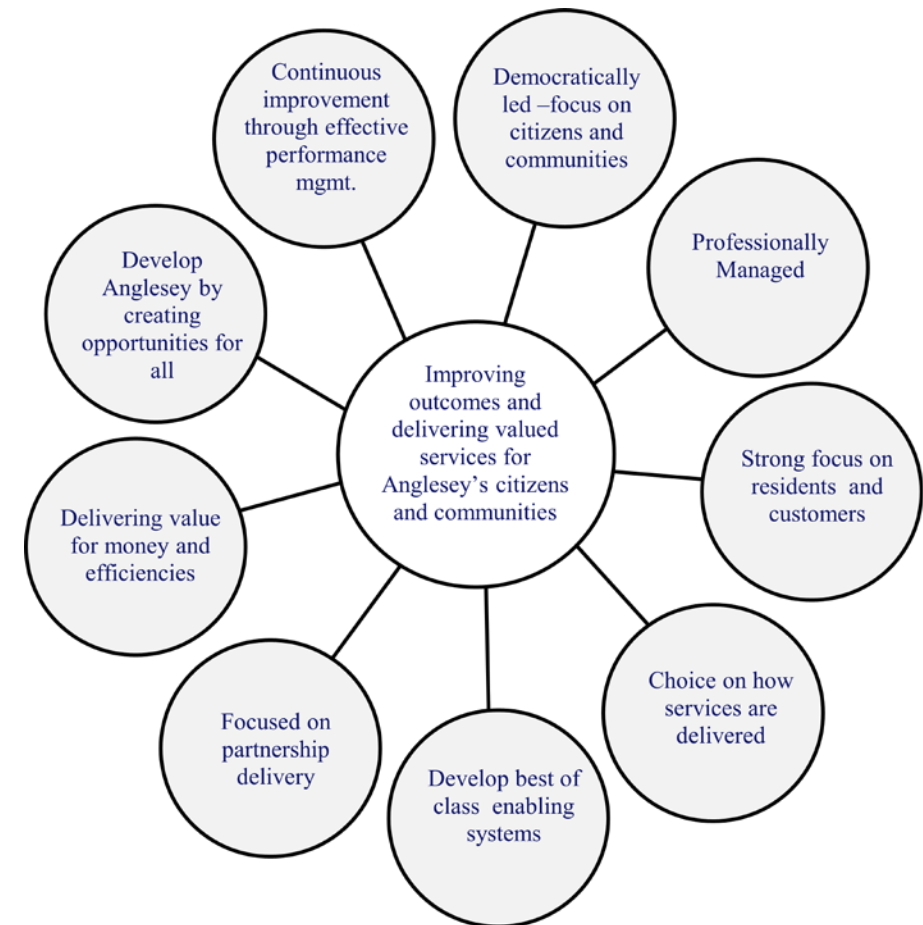 Continuous
improvement
through effective
performance
mgmt.
Democratically
led –focus on
citizens and
communities
Professionally
Managed
Strong focus on
residents and
customers
Choice on how
services are
delivered
Develop best of
class enabling
systems
Focused on
partnership
delivery
Delivering value
for money and
efficiencies
Develop
Anglesey by
creating
opportunities for
all
Improving
outcomes and
delivering valued
services for
Anglesey’s citizens
and communities